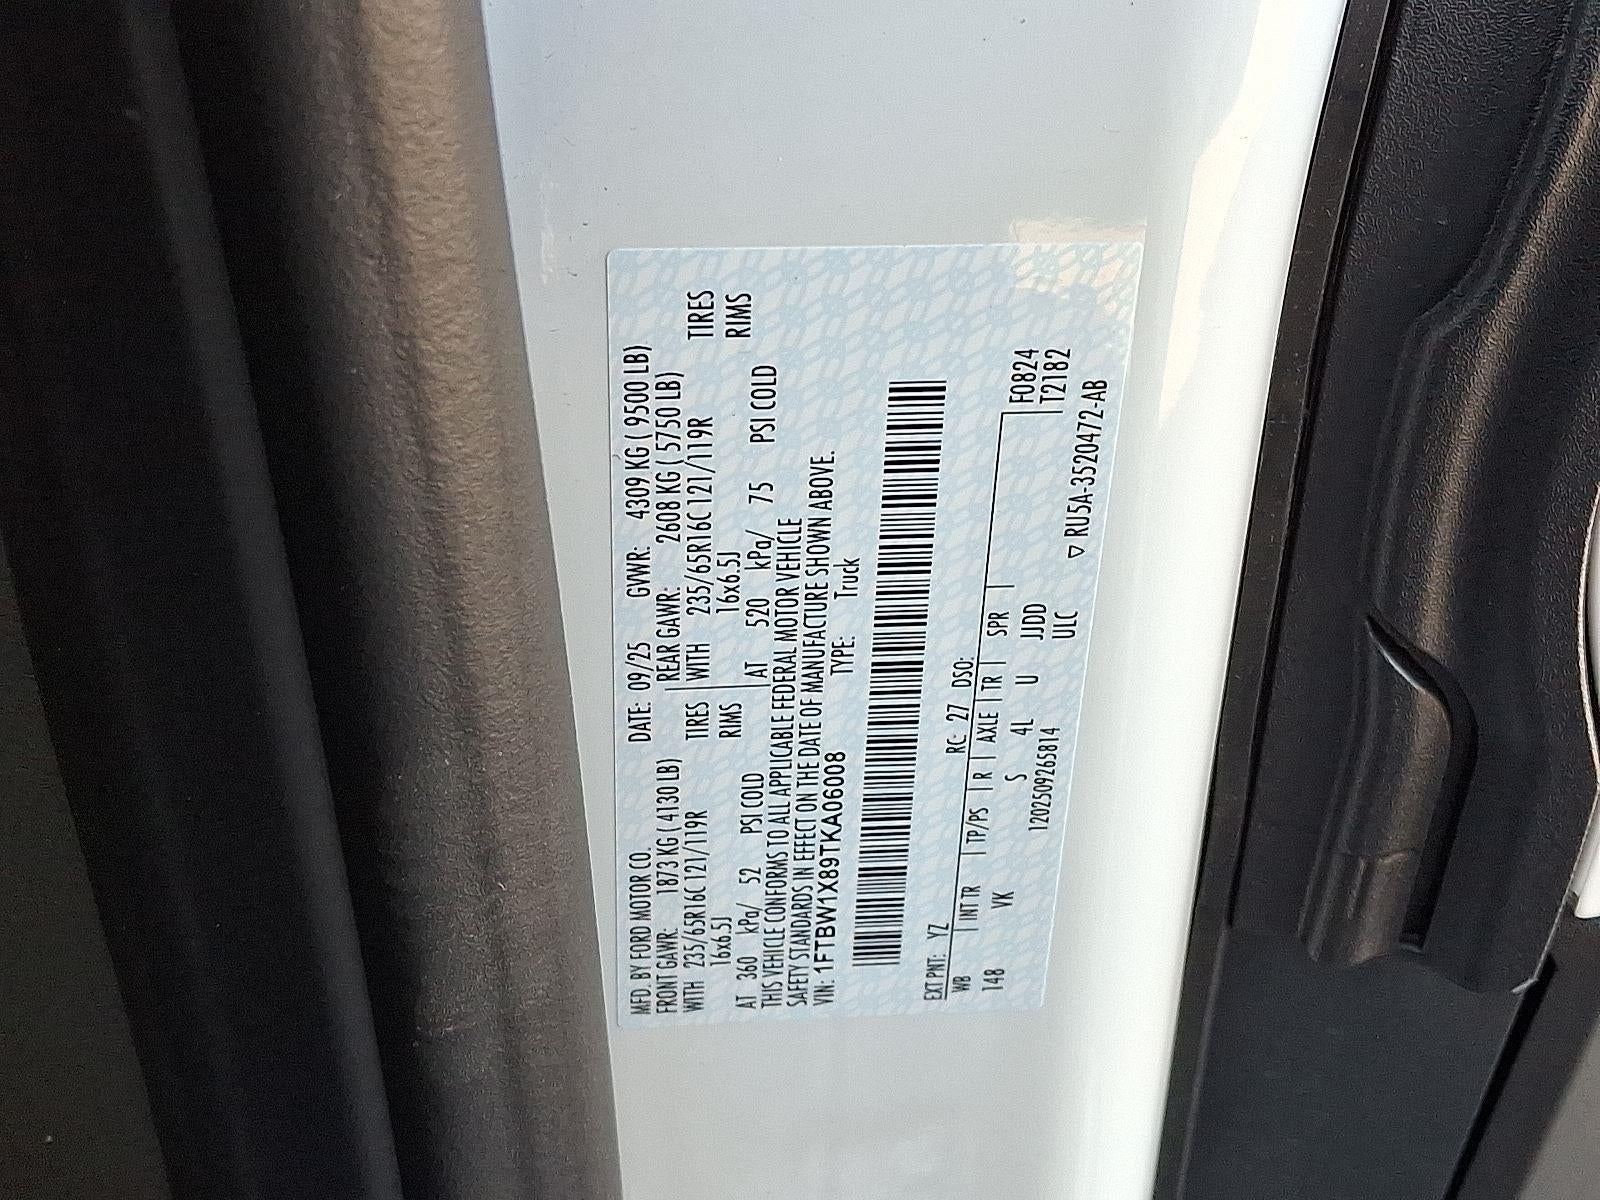 MFD. BY FORD MOTOR CO. DATE: 09/25 GVWR: 4309 KG ( 9500 LB)
FRONT GAWR: 1873 KG ( 4130 LB) REAR GAWR: 2608 KG ( 5750 LB)
WITH 235/65R16C 121/119R TIRES WITH 235/65R16C 121/119R TIRES
16x6.5J RIMS 16x6.5J RIMS
AT 360 kPa/ 52 PSI COLD AT 520 kPa/ 75 PSI COLD
THIS VEHICLE CONFORMS TO ALL APPLICABLE FEDERAL MOTOR VEHICLE
SAFETY STANDARDS IN EFFECT ON THE DATE OF MANUFACTURE SHOWN ABOVE.
VIN: 1FTBW1X89TKA06008 TYPE: Truck
EXT PNT: YZ RC: 27 DSO:
WB INT TR TP/PS R AXLE TR SPR F0824
148 VK S 4L U JJDD T2182
1202509265814 ULC
▽ RU5A-3520472-AB